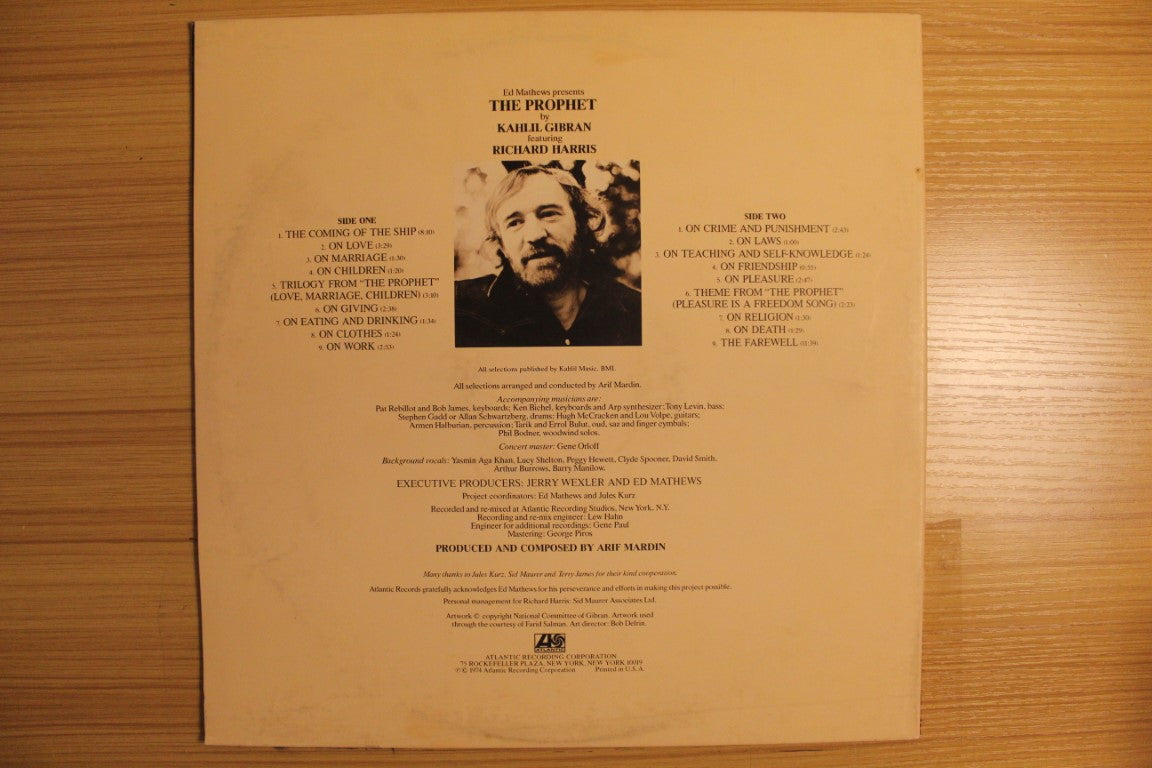 Ed Mathews presents
THE PROPHET
by
KAHLIL GIBRAN
featuring
RICHARD HARRIS
SIDE ONE
1. THE COMING OF THE SHIP (8:10)
2. ON LOVE (3:29)
3. ON MARRIAGE (1:30)
4. ON CHILDREN (1:20)
5. TRILOGY FROM "THE PROPHET"
(LOVE, MARRIAGE, CHILDREN) (3:10)
6. ON GIVING (2:38)
7. ON EATING AND DRINKING (1:34)
8. ON CLOTHES (1:24)
9. ON WORK (2:53)
SIDE TWO
1. ON CRIME AND PUNISHMENT (2:43)
2. ON LAWS (1:00)
3. ON TEACHING AND SELF-KNOWLEDGE (1:24)
4. ON FRIENDSHIP (0:55)
5. ON PLEASURE (2:47)
6. THEME FROM "THE PROPHET"
(PLEASURE IS A FREEDOM SONG) (2:23)
7. ON RELIGION (1:30)
8. ON DEATH (1:29)
9. THE FAREWELL (11:39)
All selections published by Kahlil Music, BMI.
All selections arranged and conducted by Arif Mardin.
Accompanying musicians are:
Pat Rebillot and Bob James, keyboards; Ken Bichel, keyboards and Arp synthesizer; Tony Levin, bass;
Stephen Gadd or Allan Schwartzberg, drums; Hugh McCracken and Lou Volpe, guitars;
Armen Halburian, percussion; Tarik and Errol Bulut, oud, saz and finger cymbals;
Phil Bodner, woodwind solos.
Concert master: Gene Orloff
Background vocals: Yasmin Aga Khan, Lucy Shelton, Peggy Hewett, Clyde Spooner, David Smith,
Arthur Burrows, Barry Manilow.
EXECUTIVE PRODUCERS: JERRY WEXLER AND ED MATHEWS
Project coordinators: Ed Mathews and Jules Kurz
Recorded and re-mixed at Atlantic Recording Studios, New York, N.Y.
Recording and re-mix engineer: Lew Hahn
Engineer for additional recordings: Gene Paul
Mastering: George Piros
PRODUCED AND COMPOSED BY ARIF MARDIN
Many thanks to Jules Kurz, Sid Maurer and Terry James for their kind cooperation.
Atlantic Records gratefully acknowledges Ed Mathews for his perseverance and efforts in making this project possible.
Personal management for Richard Harris: Sid Maurer Associates Ltd.
Artwork © copyright National Committee of Gibran. Artwork used
through the courtesy of Farid Salman. Art director: Bob Defrin.
ATLANTIC
ATLANTIC RECORDING CORPORATION
75 ROCKEFELLER PLAZA, NEW YORK, NEW YORK 10019
℗© 1974 Atlantic Recording Corporation Printed in U.S.A.